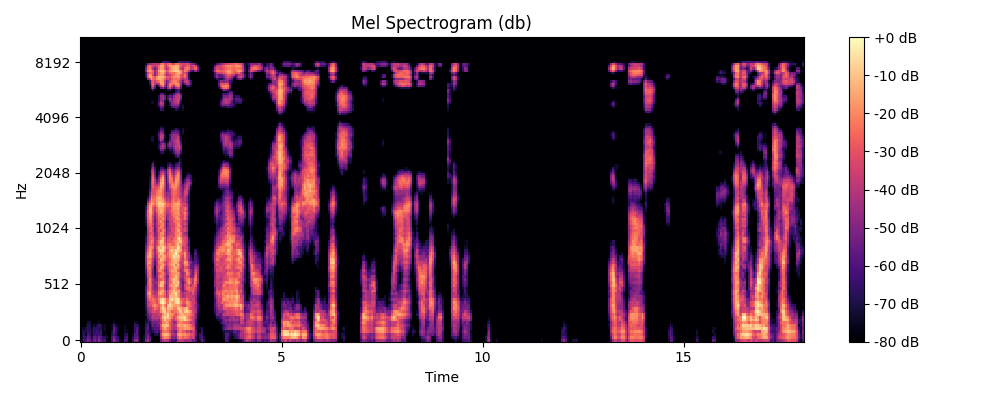 Mel Spectrogram (db)
8192
4096
2048
1024
512
0
Hz
0
5
10
15
Time
+0 dB
-10 dB
-20 dB
-30 dB
-40 dB
-50 dB
-60 dB
-70 dB
-80 dB